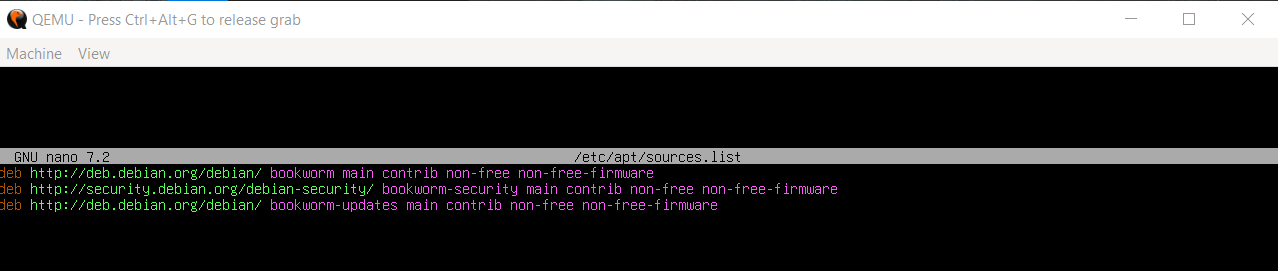 QEMU - Press Ctrl+Alt+G to release grab
Machine View
GNU nano 7.2 /etc/apt/sources.list
deb http://deb.debian.org/debian/ bookworm main contrib non-free non-free-firmware
deb http://security.debian.org/debian-security/ bookworm-security main contrib non-free non-free-firmware
deb http://deb.debian.org/debian/ bookworm-updates main contrib non-free non-free-firmware